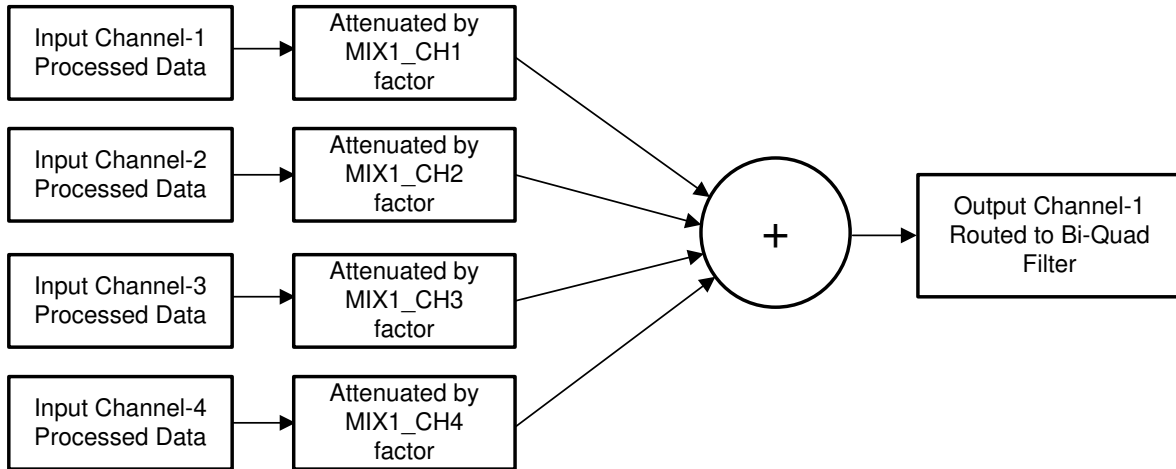 Input Channel-1
Processed Data
Attenuated by
MIX1_CH1
factor
Input Channel-2
Processed Data
Attenuated by
MIX1_CH2
factor
Input Channel-3
Processed Data
Attenuated by
MIX1_CH3
factor
Input Channel-4
Processed Data
Attenuated by
MIX1_CH4
factor
+
Output Channel-1
Routed to Bi-Quad
Filter